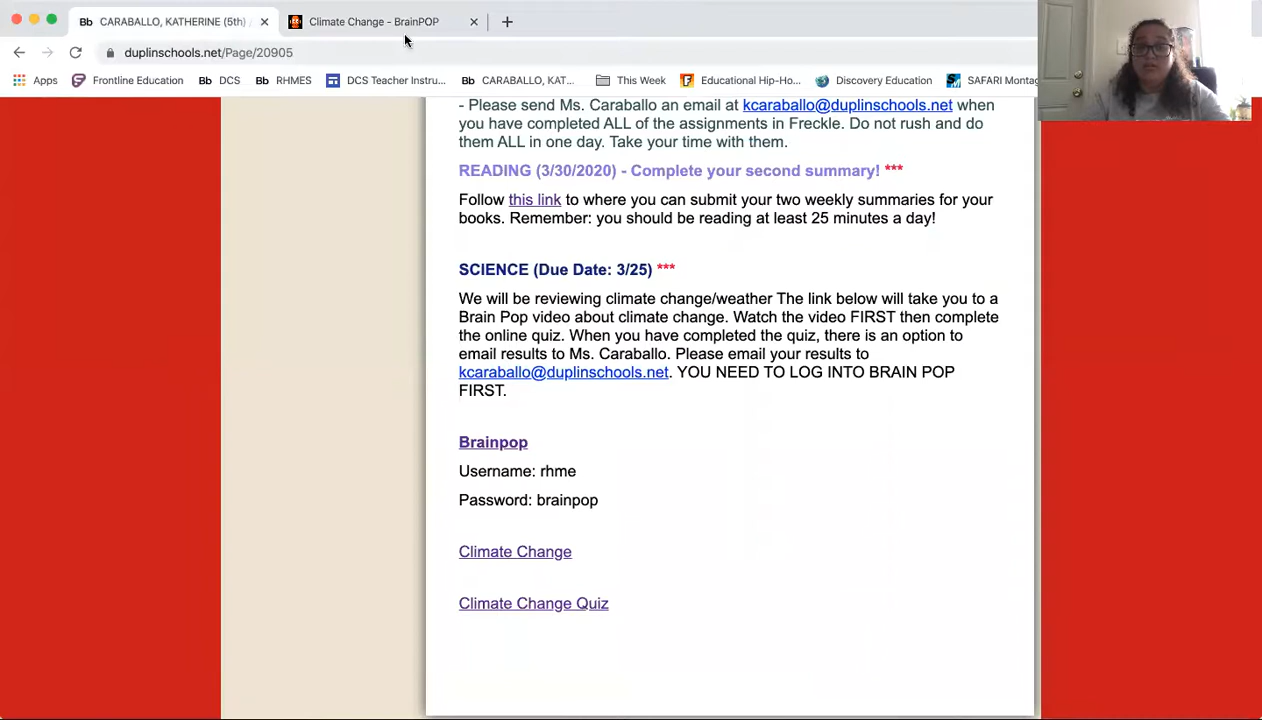 Bb CARABALLO, KATHERINE (5th)
Climate Change - BrainPOP
duplinschools.net/Page/20905
Apps Frontline Education Bb DCS Bb RHMES DCS Teacher Instru... Bb CARABALLO, KAT... This Week Educational Hip-Ho... Discovery Education SAFARI Montag
- Please send Ms. Caraballo an email at kcaraballo@duplinschools.net when
you have completed ALL of the assignments in Freckle. Do not rush and do
them ALL in one day. Take your time with them.
READING (3/30/2020) - Complete your second summary! ***
Follow this link to where you can submit your two weekly summaries for your
books. Remember: you should be reading at least 25 minutes a day!
SCIENCE (Due Date: 3/25) ***
We will be reviewing climate change/weather The link below will take you to a
Brain Pop video about climate change. Watch the video FIRST then complete
the online quiz. When you have completed the quiz, there is an option to
email results to Ms. Caraballo. Please email your results to
kcaraballo@duplinschools.net. YOU NEED TO LOG INTO BRAIN POP
FIRST.
Brainpop
Username: rhme
Password: brainpop
Climate Change
Climate Change Quiz